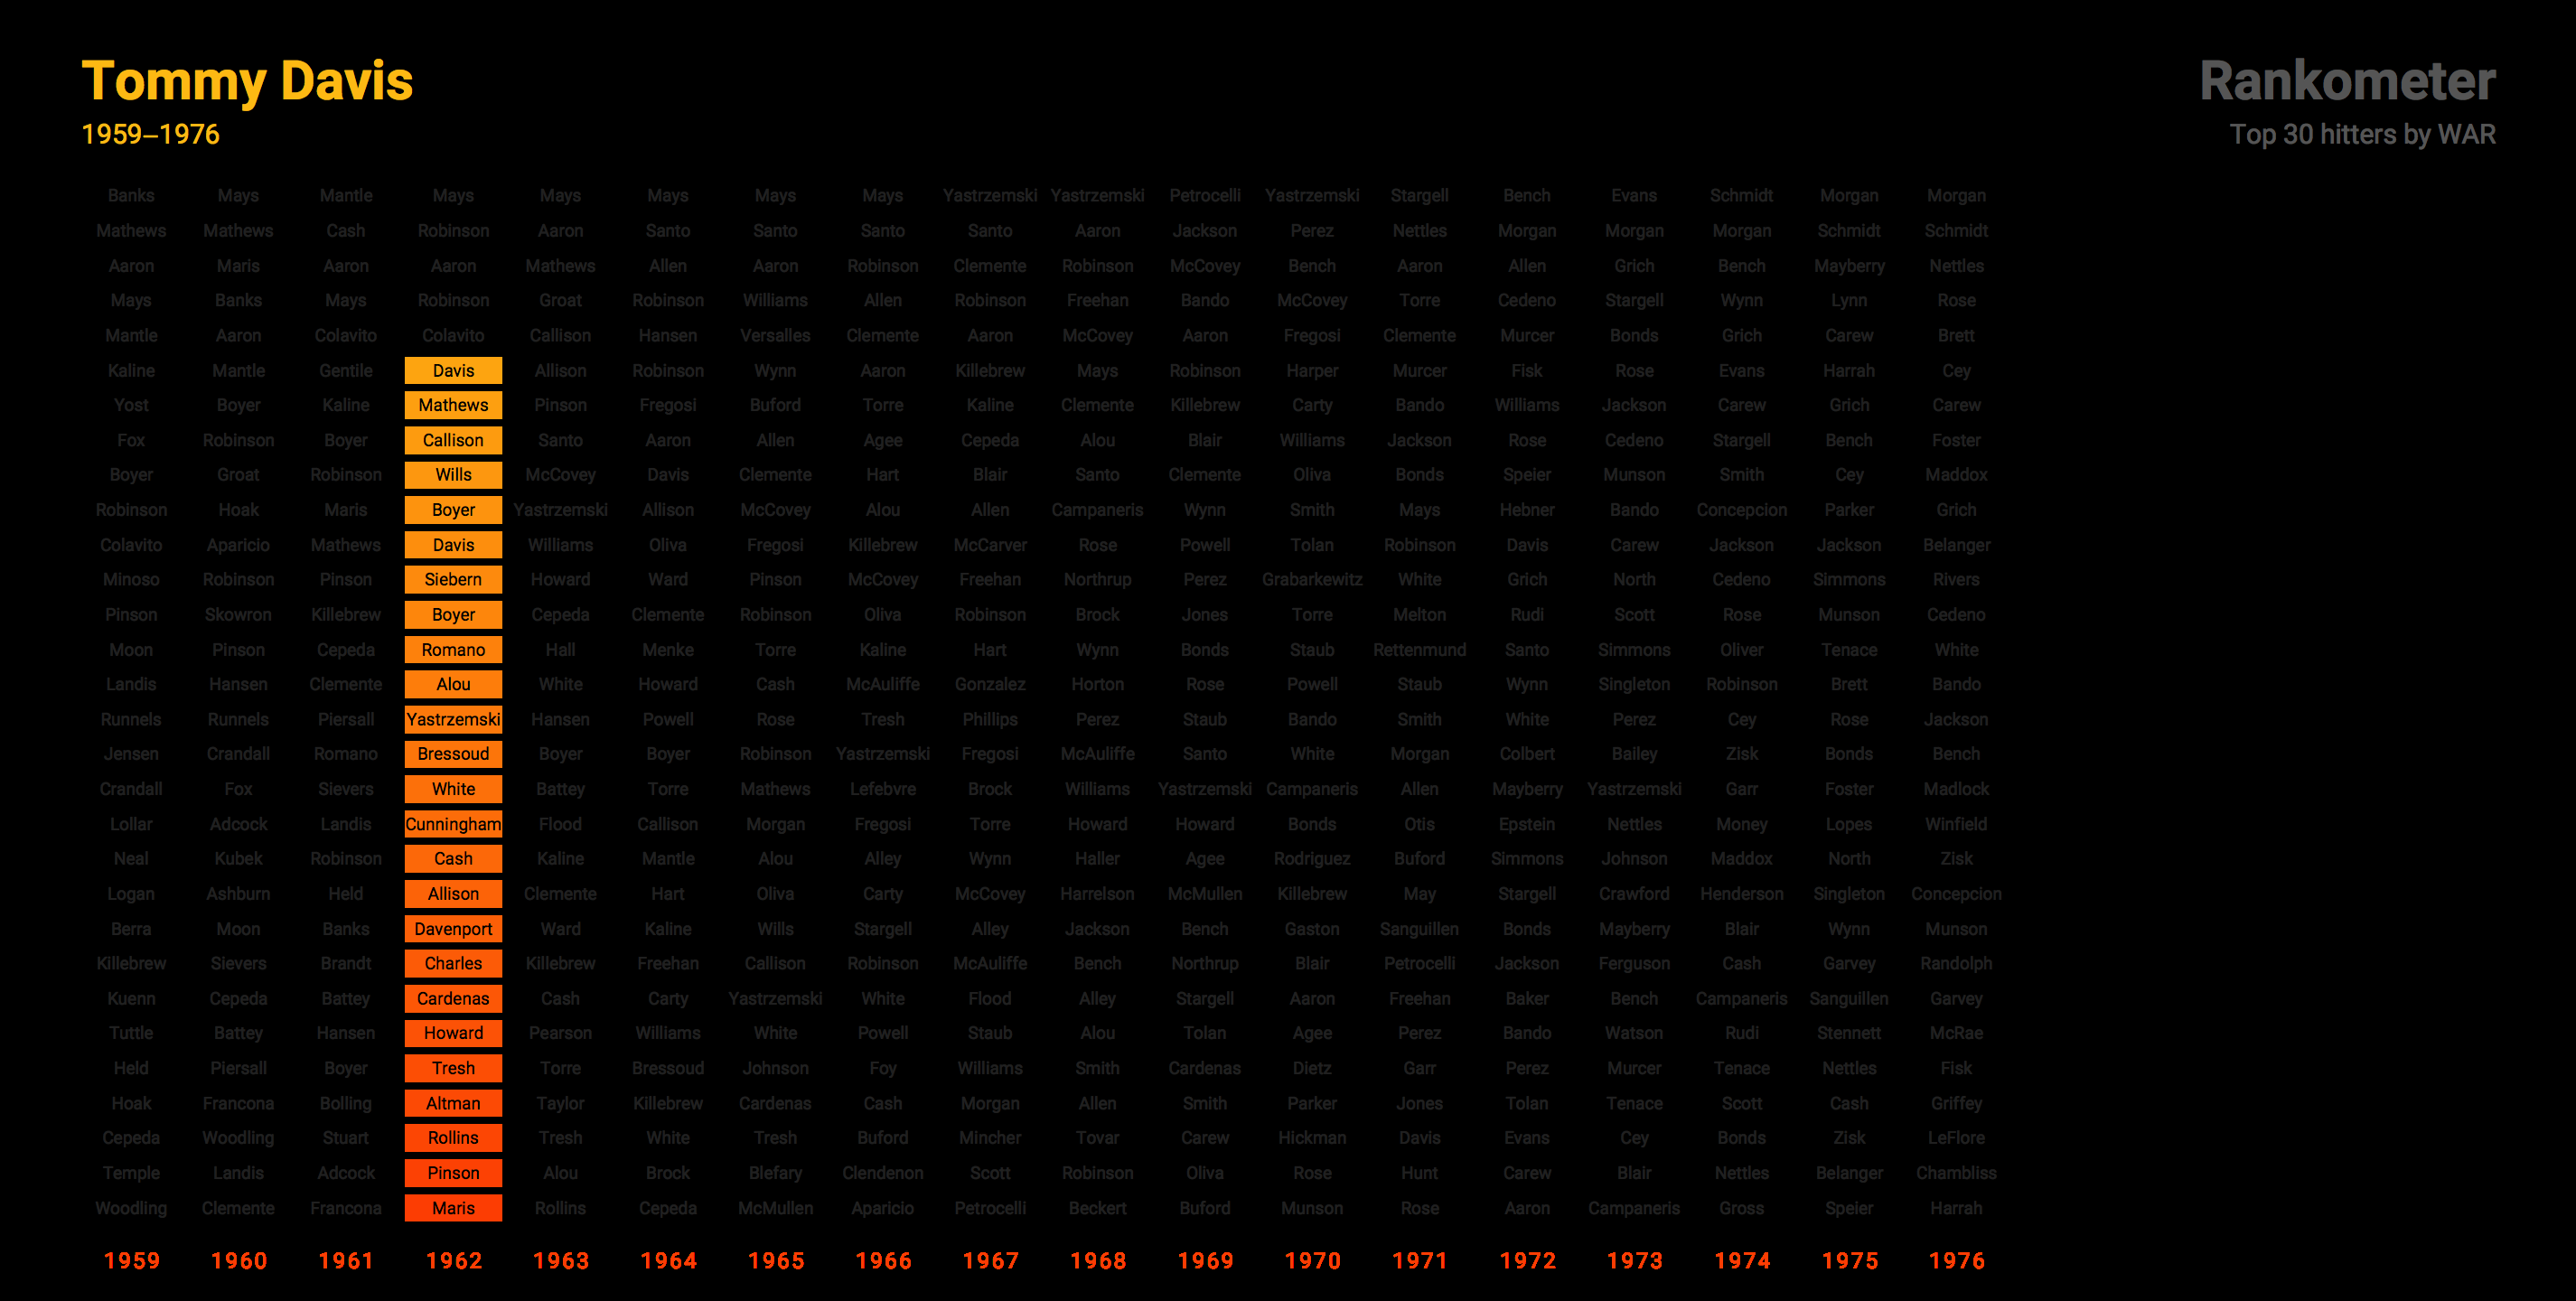 Tommy Davis
1959–1976
Rankometer
Top 30 hitters by WAR
Banks Mays Mantle Mays Mays Mays Mays Mays Yastrzemski Yastrzemski Petrocelli Yastrzemski Stargell Bench Evans Schmidt Morgan Morgan
Mathews Mathews Cash Robinson Aaron Santo Santo Santo Santo Aaron Jackson Perez Nettles Morgan Morgan Morgan Schmidt Schmidt
Aaron Maris Aaron Aaron Mathews Allen Aaron Robinson Clemente Robinson McCovey Bench Aaron Allen Grich Bench Mayberry Nettles
Mays Banks Mays Robinson Groat Robinson Williams Allen Robinson Freehan Bando McCovey Torre Cedeno Stargell Wynn Lynn Rose
Mantle Aaron Colavito Colavito Callison Hansen Versalles Clemente Aaron McCovey Aaron Fregosi Clemente Murcer Bonds Grich Carew Brett
Kaline Mantle Gentile Davis Allison Robinson Wynn Aaron Killebrew Mays Robinson Harper Murcer Fisk Rose Evans Harrah Cey
Yost Boyer Kaline Mathews Pinson Fregosi Buford Torre Kaline Clemente Killebrew Carty Bando Williams Jackson Carew Grich Carew
Fox Robinson Boyer Callison Santo Aaron Allen Agee Cepeda Alou Blair Williams Jackson Rose Cedeno Stargell Bench Foster
Boyer Groat Robinson Wills McCovey Davis Clemente Hart Blair Santo Clemente Oliva Bonds Speier Munson Smith Cey Maddox
Robinson Hoak Maris Boyer Yastrzemski Allison McCovey Alou Allen Campaneris Wynn Smith Mays Hebner Bando Concepcion Parker Grich
Colavito Aparicio Mathews Davis Williams Oliva Fregosi Killebrew McCarver Rose Powell Tolan Robinson Davis Carew Jackson Jackson Belanger
Minoso Robinson Pinson Siebern Howard Ward Pinson McCovey Freehan Northrup Perez Grabarkewitz White Grich North Cedeno Simmons Rivers
Pinson Skowron Killebrew Boyer Cepeda Clemente Robinson Oliva Robinson Brock Jones Torre Melton Rudi Scott Rose Munson Cedeno
Moon Pinson Cepeda Romano Hall Menke Torre Kaline Hart Wynn Bonds Staub Rettenmund Santo Simmons Oliver Tenace White
Landis Hansen Clemente Alou White Howard Cash McAuliffe Gonzalez Horton Rose Powell Staub Wynn Singleton Robinson Brett Bando
Runnels Runnels Piersall Yastrzemski Hansen Powell Rose Tresh Phillips Perez Staub Bando Smith White Perez Cey Rose Jackson
Jensen Crandall Romano Bressoud Boyer Boyer Robinson Yastrzemski Fregosi McAuliffe Santo White Morgan Colbert Bailey Zisk Bonds Bench
Crandall Fox Sievers White Battey Torre Mathews Lefebvre Brock Williams Yastrzemski Campaneris Allen Mayberry Yastrzemski Garr Foster Madlock
Lollar Adcock Landis Cunningham Flood Callison Morgan Fregosi Torre Howard Howard Bonds Otis Epstein Nettles Money Lopes Winfield
Neal Kubek Robinson Cash Kaline Mantle Alou Alley Wynn Haller Agee Rodriguez Buford Simmons Johnson Maddox North Zisk
Logan Ashburn Held Allison Clemente Hart Oliva Carty McCovey Harrelson McMullen Killebrew May Stargell Crawford Henderson Singleton Concepcion
Berra Moon Banks Davenport Ward Kaline Wills Stargell Alley Jackson Bench Gaston Sanguillen Bonds Mayberry Blair Wynn Munson
Killebrew Sievers Brandt Charles Killebrew Freehan Callison Robinson McAuliffe Bench Northrup Blair Petrocelli Jackson Ferguson Cash Garvey Randolph
Kuenn Cepeda Battey Cardenas Cash Carty Yastrzemski White Flood Alley Stargell Aaron Freehan Baker Bench Campaneris Sanguillen Garvey
Tuttle Battey Hansen Howard Pearson Williams White Powell Staub Alou Tolan Agee Perez Bando Watson Rudi Stennett McRae
Held Piersall Boyer Tresh Torre Bressoud Johnson Foy Williams Smith Cardenas Dietz Garr Perez Murcer Tenace Nettles Fisk
Hoak Francona Bolling Altman Taylor Killebrew Cardenas Cash Morgan Allen Smith Parker Jones Tolan Tenace Scott Cash Griffey
Cepeda Woodling Stuart Rollins Tresh White Tresh Buford Mincher Tovar Carew Hickman Davis Evans Cey Bonds Zisk LeFlore
Temple Landis Adcock Pinson Alou Brock Blefary Clendenon Scott Robinson Oliva Rose Hunt Carew Blair Nettles Belanger Chambliss
Woodling Clemente Francona Maris Rollins Cepeda McMullen Aparicio Petrocelli Beckert Buford Munson Rose Aaron Campaneris Gross Speier Harrah
1959 1960 1961 1962 1963 1964 1965 1966 1967 1968 1969 1970 1971 1972 1973 1974 1975 1976